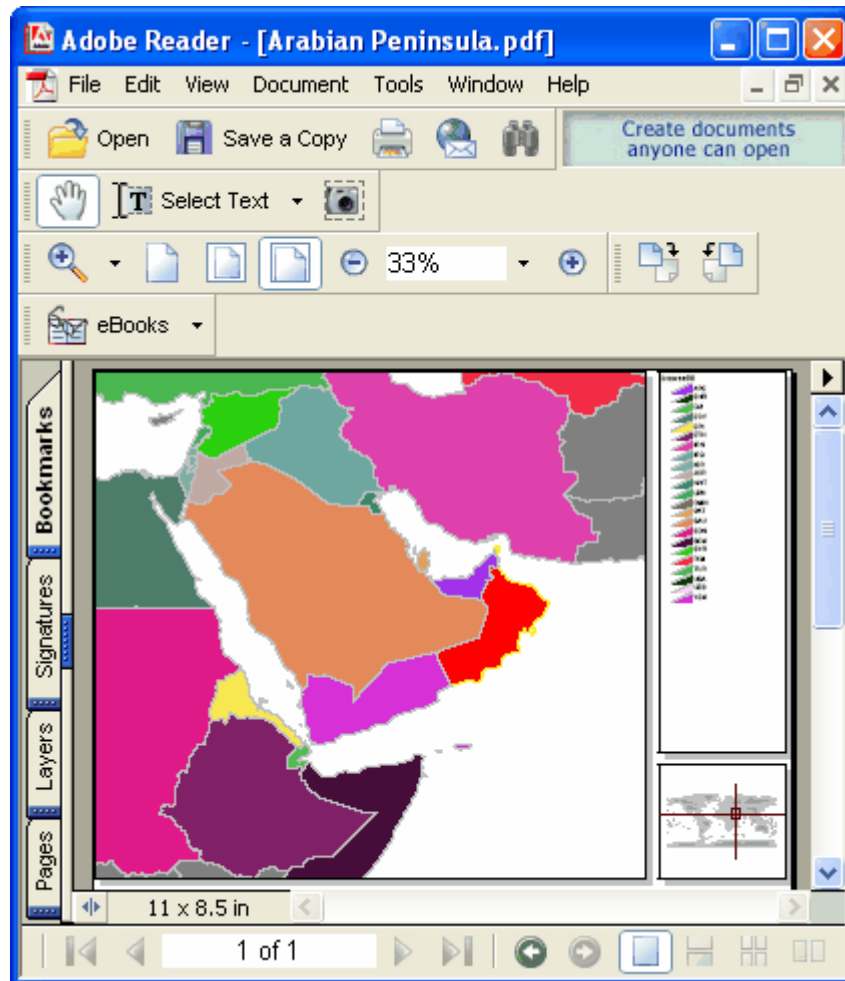 Adobe Reader - [Arabian Peninsula.pdf]
File Edit View Document Tools Window Help
Open Save a Copy Create documents
anyone can open
Select Text
33%
eBooks
Bookmarks
Signatures
Layers
Pages
11 x 8.5 in
1 of 1